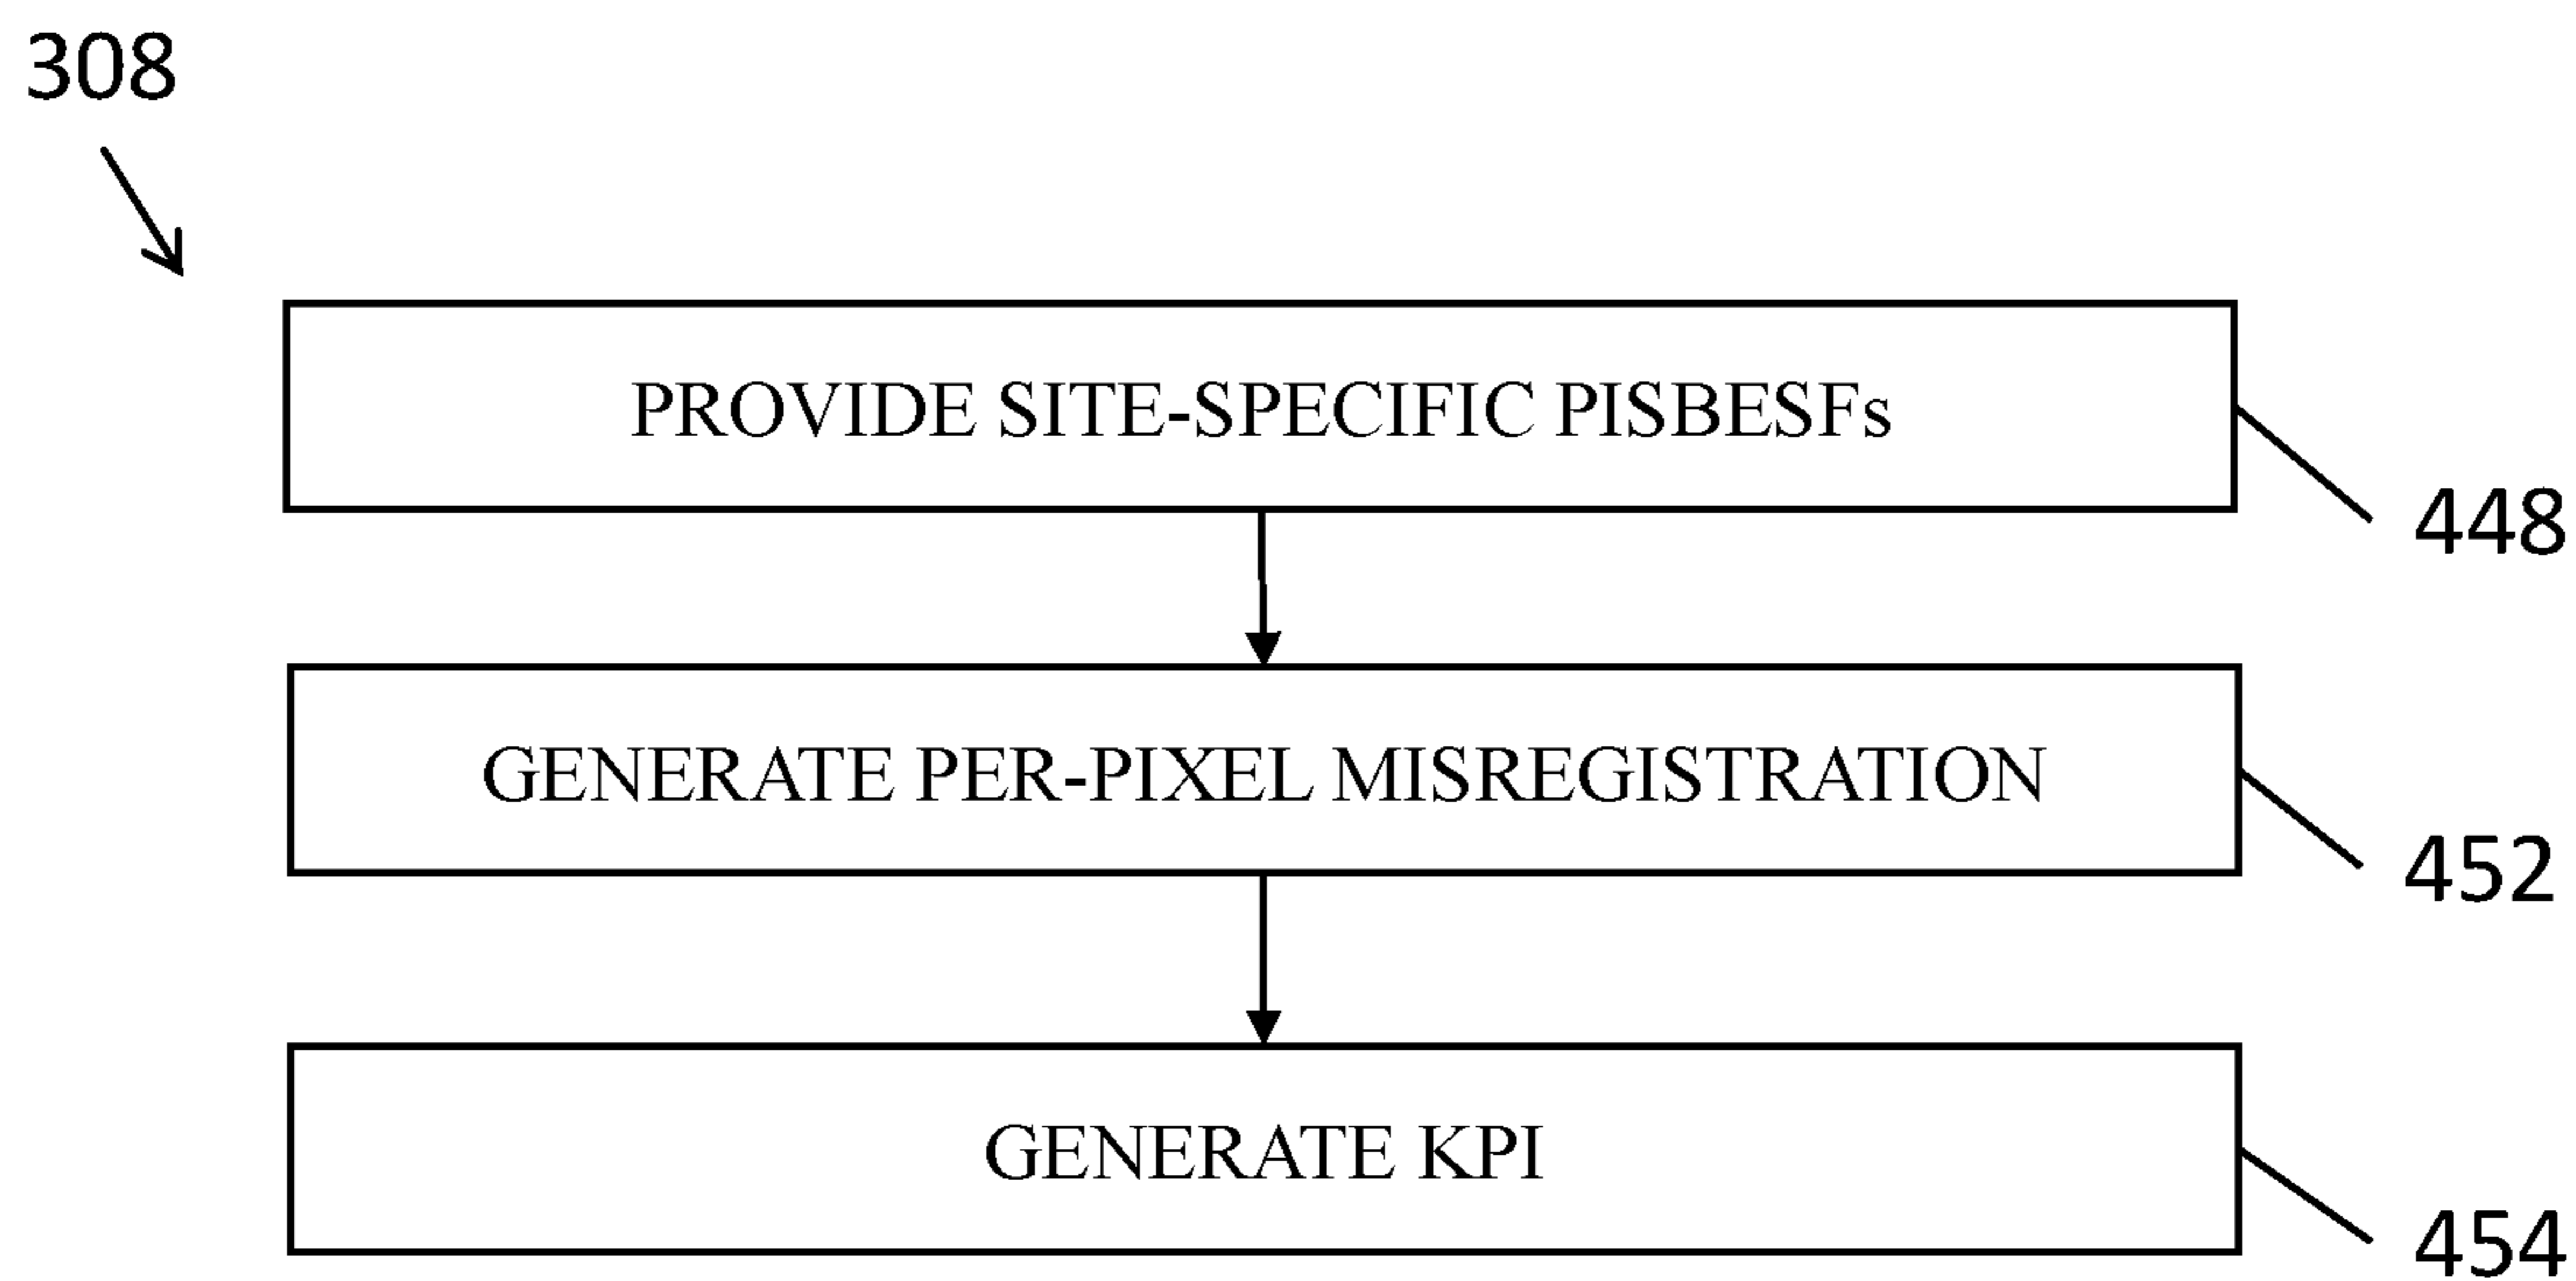 308
PROVIDE SITE-SPECIFIC PISBESFs
448
GENERATE PER-PIXEL MISREGISTRATION
452
GENERATE KPI
454